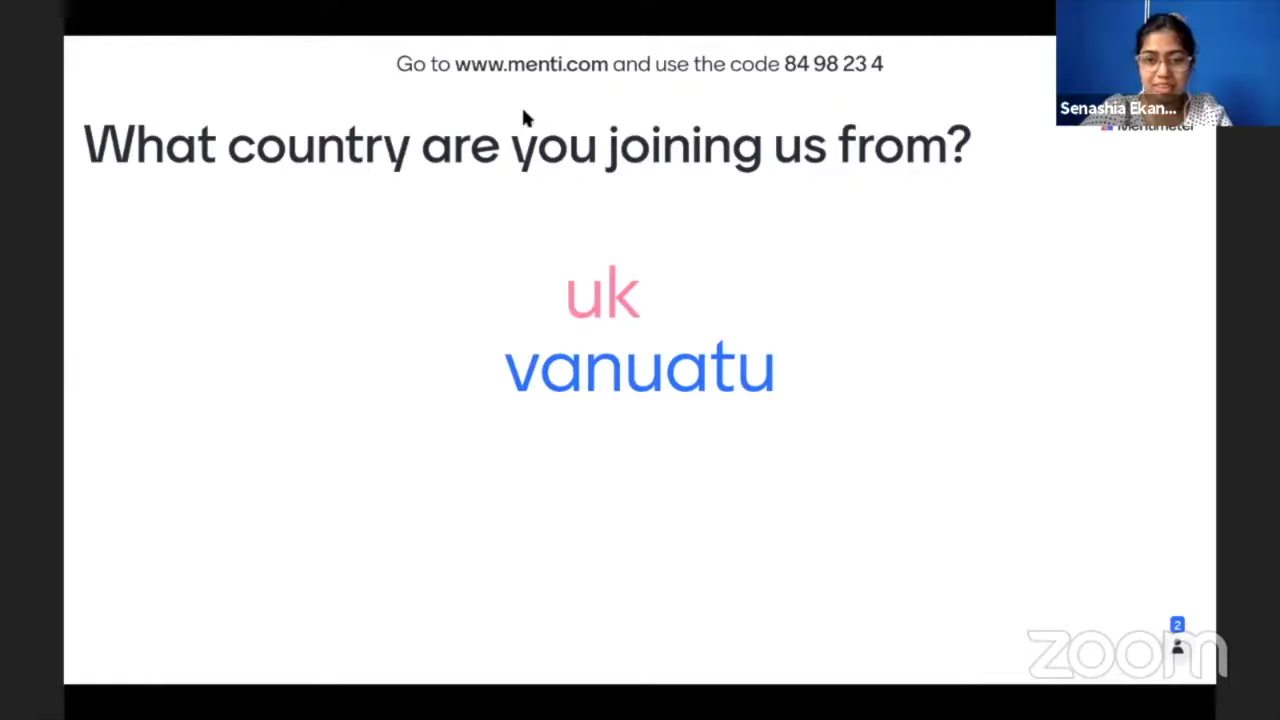 Go to www.menti.com and use the code 84 98 23 4
Senashia Ekan...
Mentimeter
What country are you joining us from?
uk
vanuatu
2
zoom